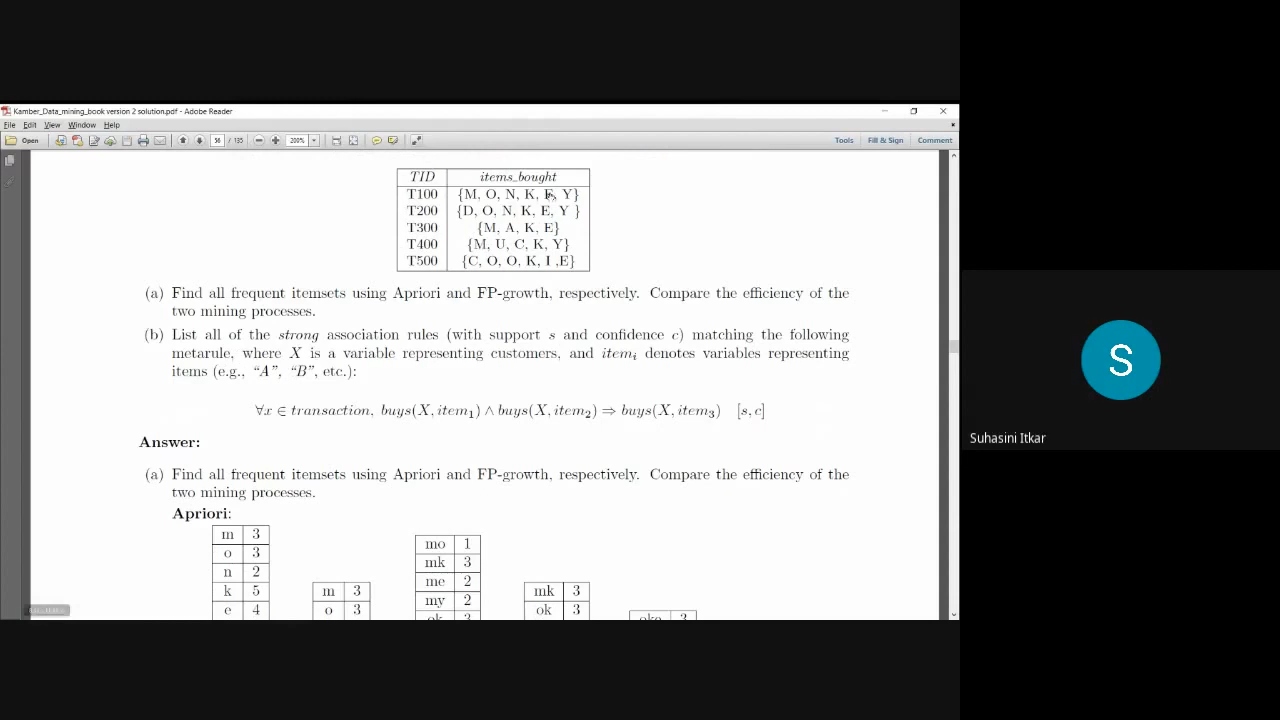 Kamber_Data_mining_book version 2 solution.pdf - Adobe Reader
File Edit View Window Help
Open 56 / 135 200% Tools Fill & Sign Comment
TID items_bought
T100 {M, O, N, K, E, Y}
T200 {D, O, N, K, E, Y }
T300 {M, A, K, E}
T400 {M, U, C, K, Y}
T500 {C, O, O, K, I ,E}
(a) Find all frequent itemsets using Apriori and FP-growth, respectively. Compare the efficiency of the
two mining processes.
(b) List all of the strong association rules (with support s and confidence c) matching the following
metarule, where X is a variable representing customers, and itemᵢ denotes variables representing
items (e.g., “A”, “B”, etc.):
∀x ∈ transaction, buys(X, item₁) ∧ buys(X, item₂) ⇒ buys(X, item₃) [s, c]
Answer:
(a) Find all frequent itemsets using Apriori and FP-growth, respectively. Compare the efficiency of the
two mining processes.
Apriori:
m 3
o 3
n 2
k 5
e 4
m 3
o 3
mo 1
mk 3
me 2
my 2
ok 3
mk 3
ok 3
oke 3
S
Suhasini Itkar